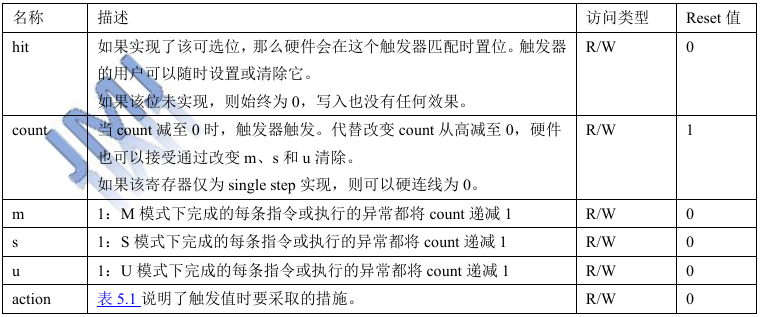 名称 描述 访问类型 Reset 值
hit 如果实现了该可选位，那么硬件会在这个触发器匹配时置位。触发器 R/W 0
的用户可以随时设置或清除它。
如果该位未实现，则始终为 0，写入也没有任何效果。
count 当 count 减至 0 时，触发器触发。代替改变 count 从高减至 0，硬件 R/W 1
也可以接受通过改变 m、s 和 u 清除。
如果该寄存器仅为 single step 实现，则可以硬连线为 0。
m 1：M 模式下完成的每条指令或执行的异常都将 count 递减 1 R/W 0
s 1：S 模式下完成的每条指令或执行的异常都将 count 递减 1 R/W 0
u 1：U 模式下完成的每条指令或执行的异常都将 count 递减 1 R/W 0
action 表 5.1 说明了触发值时要采取的措施。 R/W 0